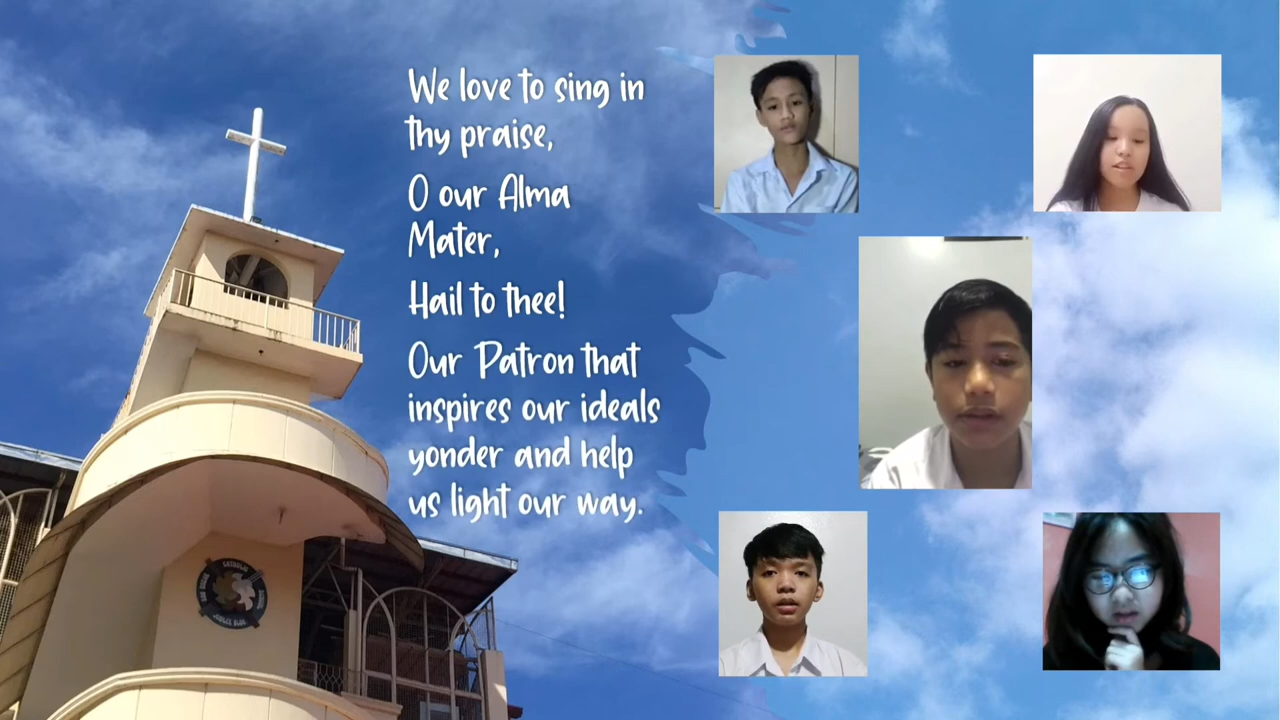 We love to sing in
thy praise,
O our Alma
Mater,
Hail to thee!
Our Patron that
inspires our ideals
yonder and help
us light our way.
CATHOLIC